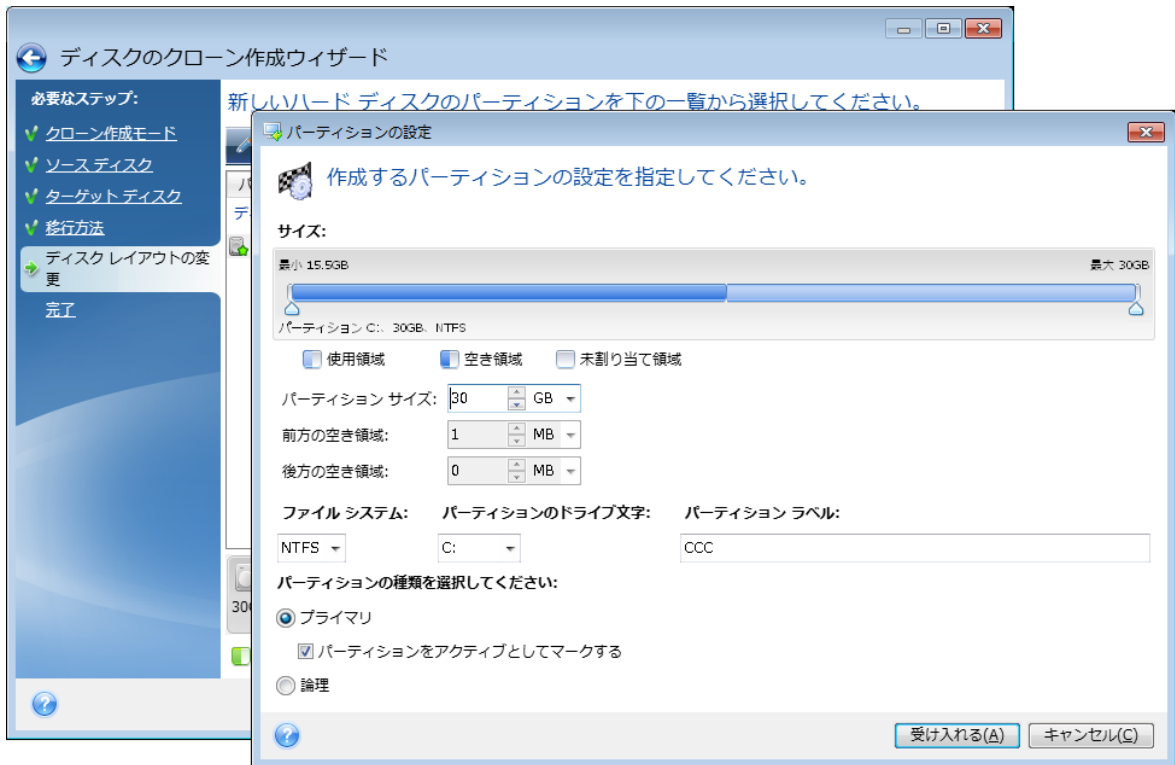 ディスクのクローン作成ウィザード
必要なステップ:
クローン作成モード
ソース ディスク
ターゲット ディスク
移行方法
ディスク レイアウトの変
更
完了
新しいハード ディスクのパーティションを下の一覧から選択してください。
パーティションの設定
作成するパーティションの設定を指定してください。
サイズ:
最小 15.5GB
最大 30GB
パーティション C:、30GB、NTFS
使用領域
空き領域
未割り当て領域
パーティション サイズ: 30 GB
前方の空き領域: 1 MB
後方の空き領域: 0 MB
ファイル システム: パーティションのドライブ文字: パーティション ラベル:
NTFS C: CCC
パーティションの種類を選択してください:
プライマリ
パーティションをアクティブとしてマークする
論理
受け入れる(A) キャンセル(C)